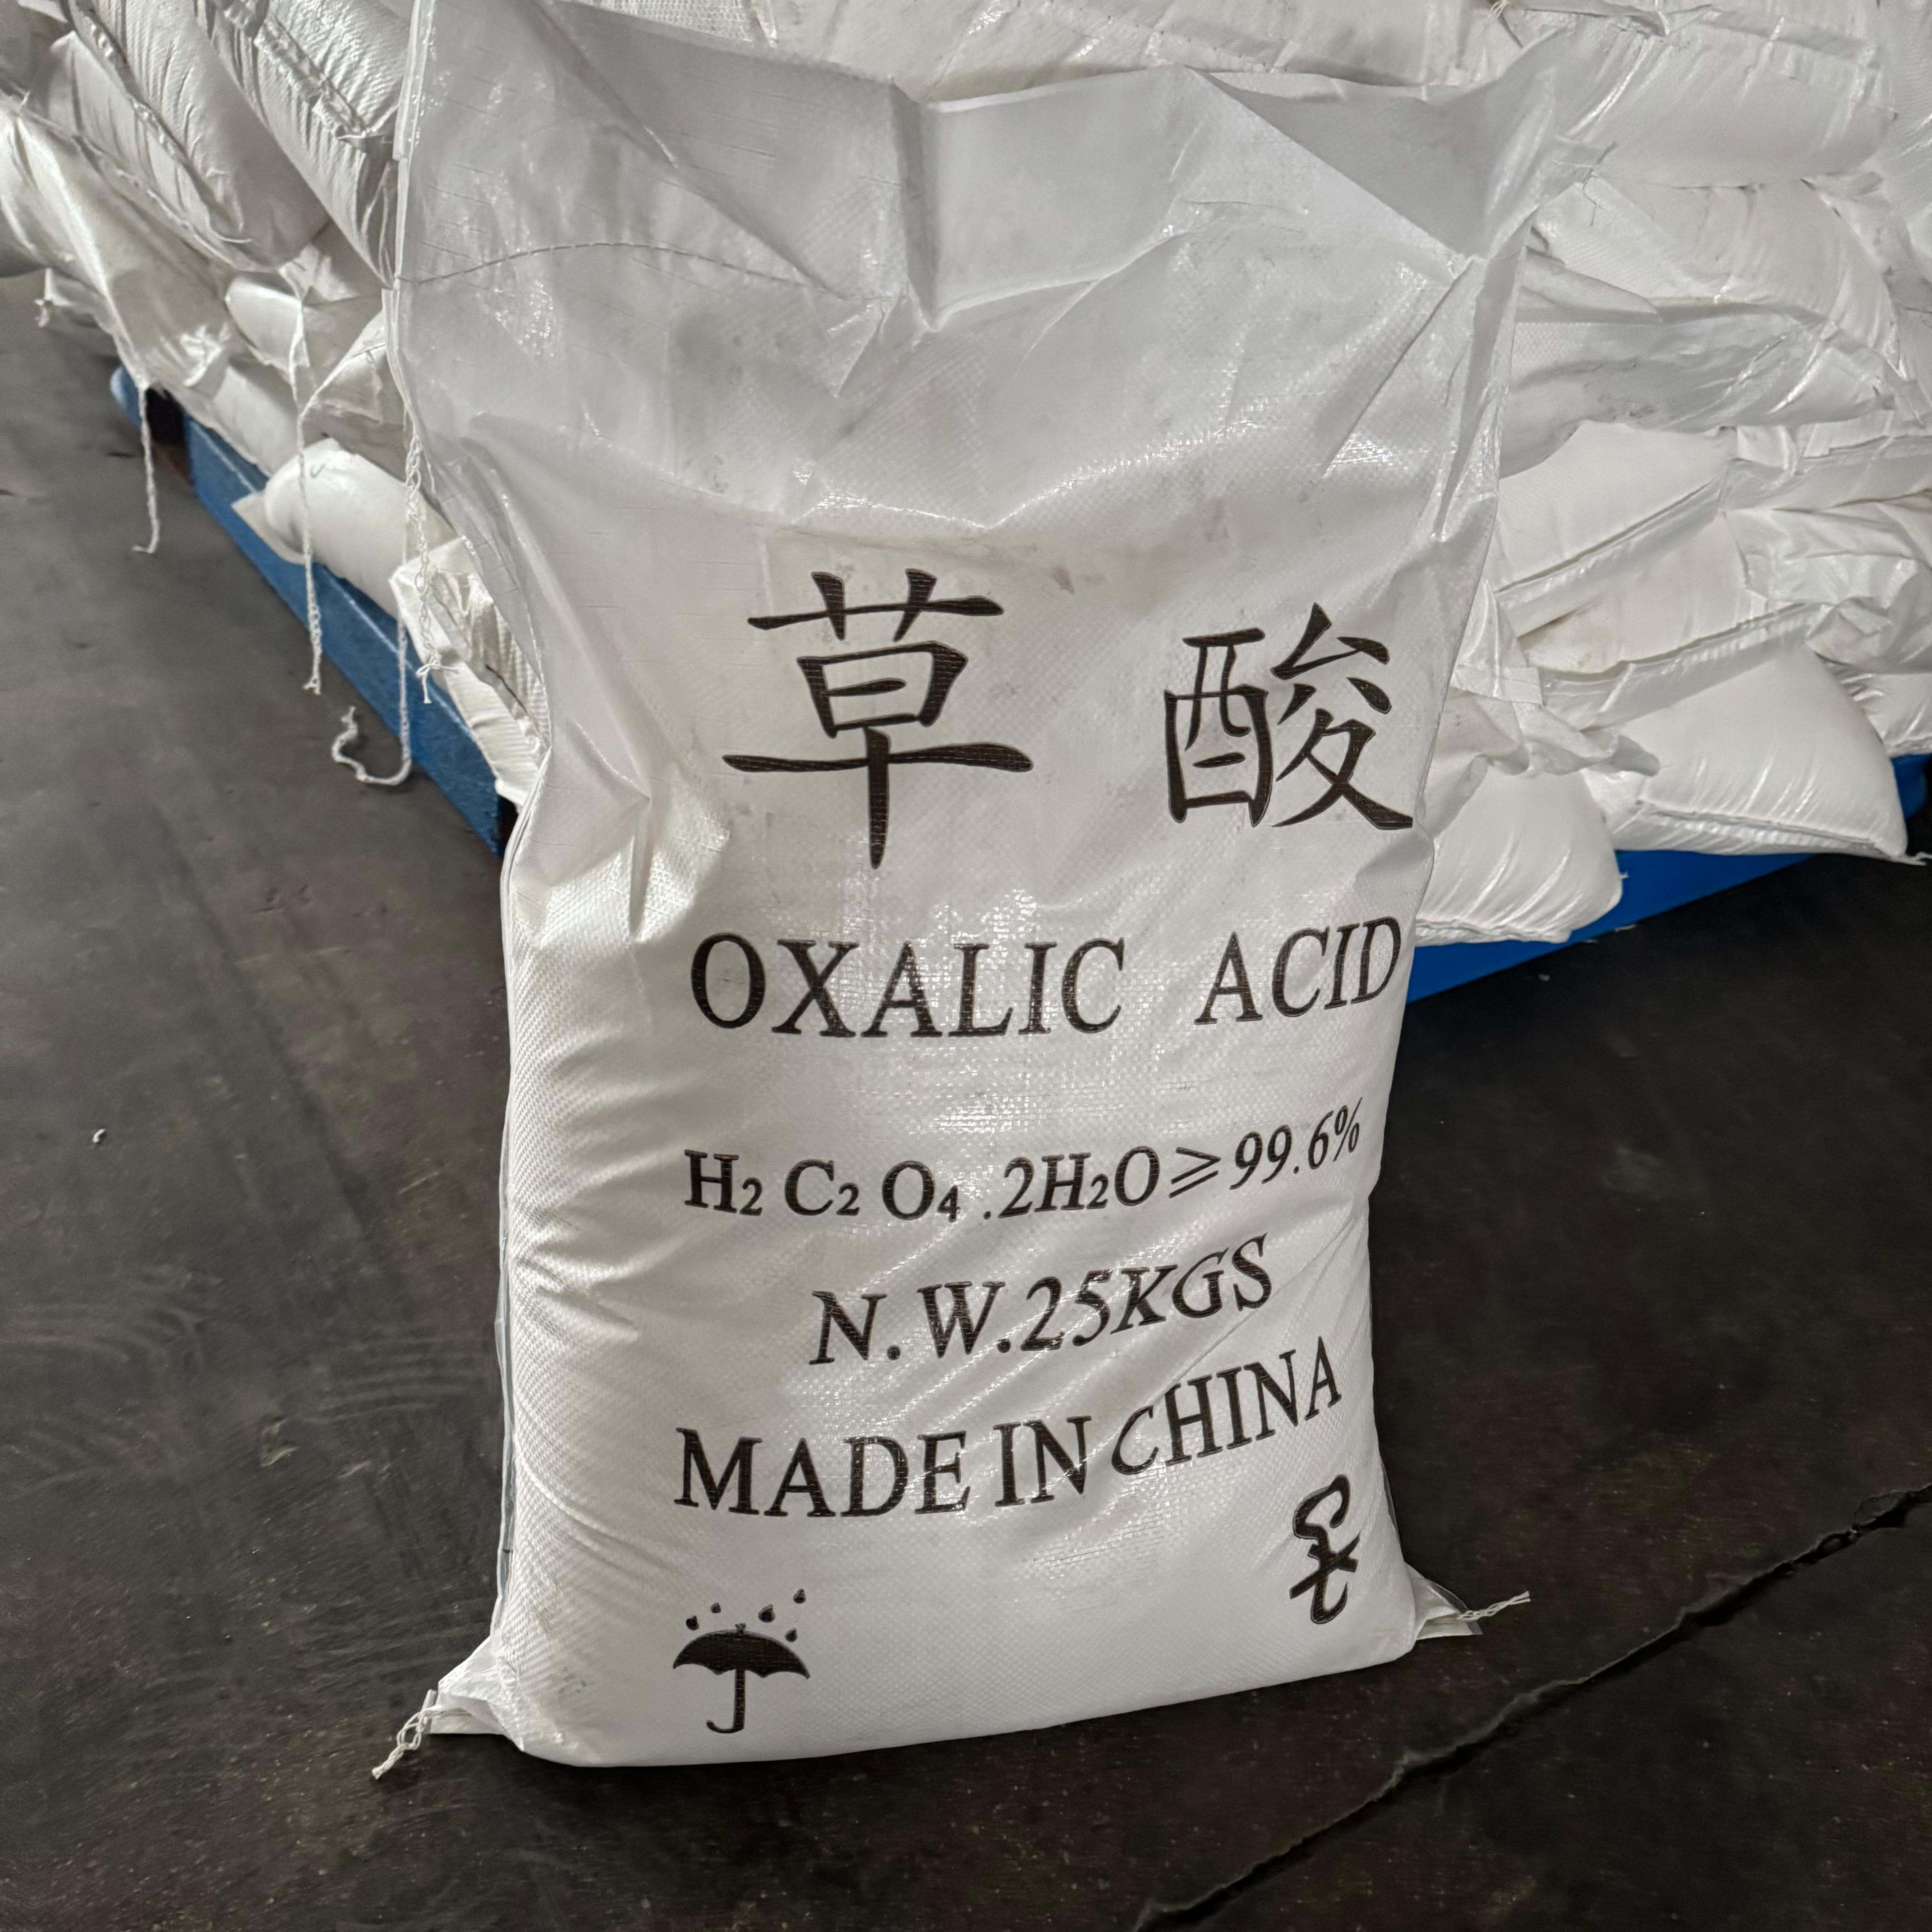 草 酸
OXALIC ACID
H₂ C₂ O₄ .2H₂O≥99.6%
N.W.25KGS
MADE IN CHINA